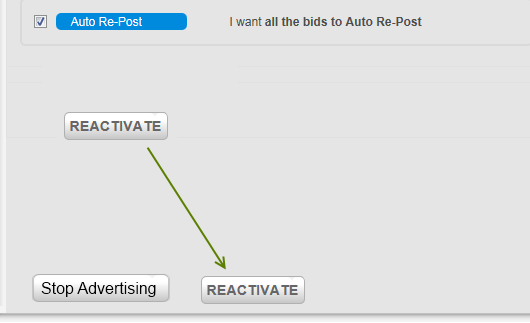 Auto Re-Post I want all the bids to Auto Re-Post
REACTIVATE
Stop Advertising REACTIVATE